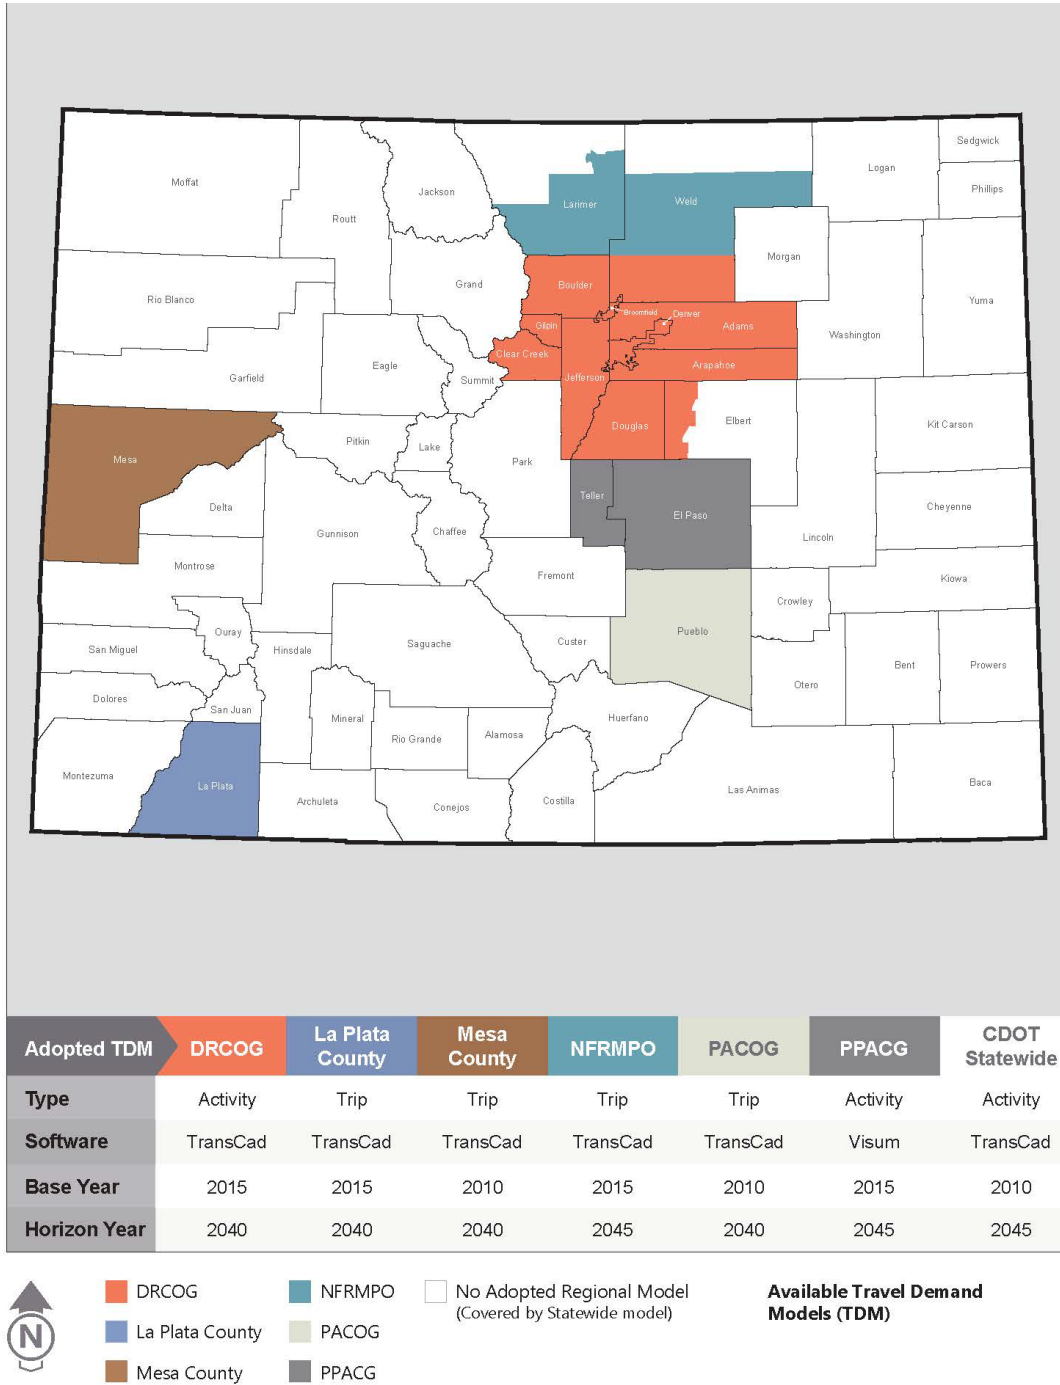 Sedgwick
Logan
Moffat
Phillips
Jackson
Weld
Larimer
Routt
Morgan
Grand
Boulder
Rio Blanco
Yuma
Broomfield
Denver
Gilpin
Adams
Washington
Clear Creek
Eagle
Arapahoe
Garfield
Summit
Jefferson
Elbert
Kit Carson
Douglas
Pitkin
Lake
Mesa
Park
Teller
Delta
Cheyenne
El Paso
Chaffee
Gunnison
Lincoln
Montrose
Fremont
Kiowa
Crowley
Ouray
Pueblo
Custer
Saguache
San Miguel
Hinsdale
Bent
Prowers
Otero
Dolores
San Juan
Mineral
Huerfano
Alamosa
Rio Grande
Montezuma
Baca
La Plata
Las Animas
Archuleta
Costilla
Conejos
Adopted TDM DRCOG La Plata County Mesa County NFRMPO PACOG PPACG CDOT Statewide
Type Activity Trip Trip Trip Trip Activity Activity
Software TransCad TransCad TransCad TransCad TransCad Visum TransCad
Base Year 2015 2015 2010 2015 2010 2015 2010
Horizon Year 2040 2040 2040 2045 2040 2045 2045
N
DRCOG
La Plata County
Mesa County
NFRMPO
PACOG
PPACG
No Adopted Regional Model
(Covered by Statewide model)
Available Travel Demand
Models (TDM)